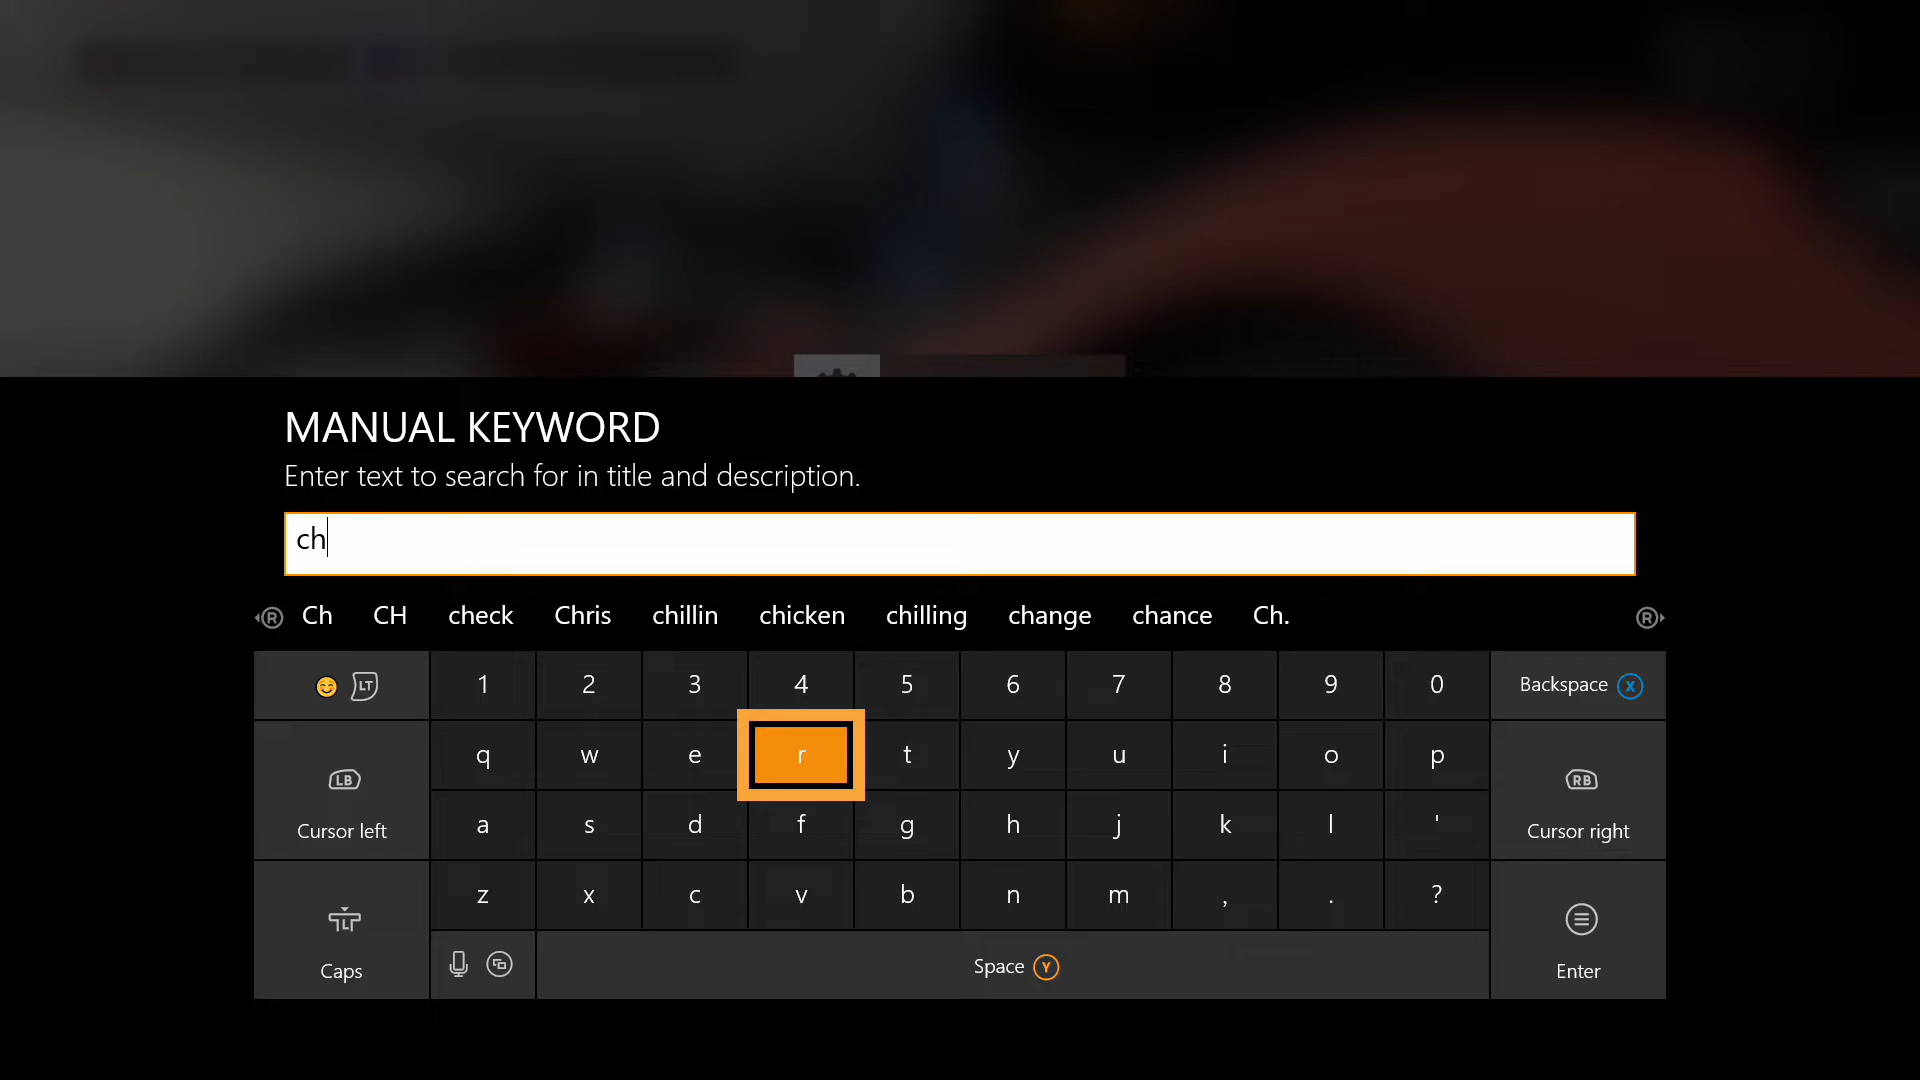 MANUAL KEYWORD
Enter text to search for in title and description.
ch
R Ch CH check Chris chillin chicken chilling change chance Ch. R
LT 1 2 3 4 5 6 7 8 9 0 Backspace X
q w e r t y u i o p
LB RB
Cursor left a s d f g h j k l ' Cursor right
z x c v b n m , . ?
L
Caps Space Y Enter